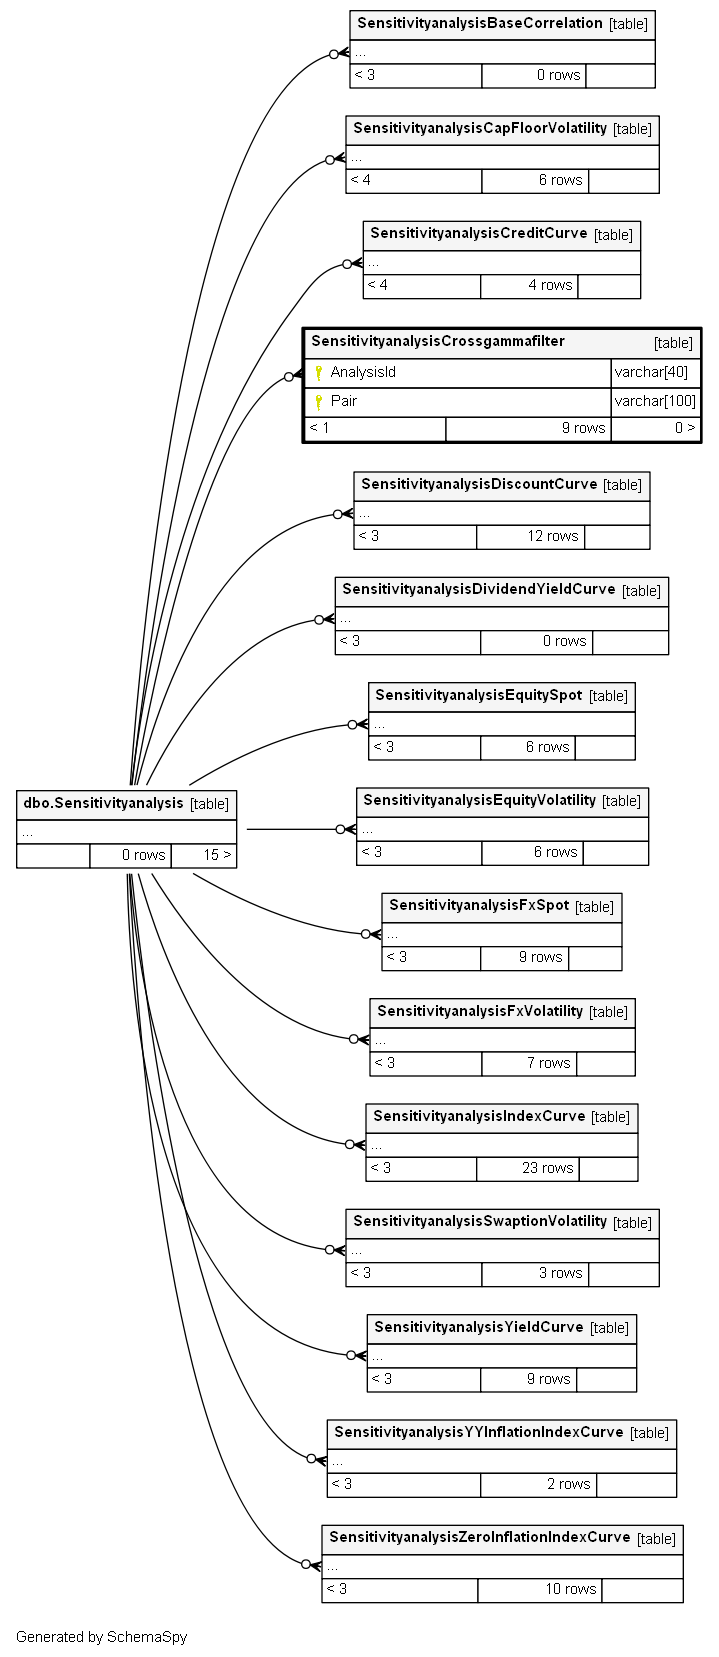 SensitivityanalysisBaseCorrelation [table]
...
< 3 0 rows
SensitivityanalysisCapFloorVolatility [table]
...
< 4 6 rows
SensitivityanalysisCreditCurve [table]
...
< 4 4 rows
SensitivityanalysisCrossgammafilter [table]
AnalysisId varchar[40]
Pair varchar[100]
< 1 9 rows 0 >
SensitivityanalysisDiscountCurve [table]
...
< 3 12 rows
SensitivityanalysisDividendYieldCurve [table]
...
< 3 0 rows
SensitivityanalysisEquitySpot [table]
...
< 3 6 rows
dbo.Sensitivityanalysis [table]
...
0 rows 15 >
SensitivityanalysisEquityVolatility [table]
...
< 3 6 rows
SensitivityanalysisFxSpot [table]
...
< 3 9 rows
SensitivityanalysisFxVolatility [table]
...
< 3 7 rows
SensitivityanalysisIndexCurve [table]
...
< 3 23 rows
SensitivityanalysisSwaptionVolatility [table]
...
< 3 3 rows
SensitivityanalysisYieldCurve [table]
...
< 3 9 rows
SensitivityanalysisYYInflationIndexCurve [table]
...
< 3 2 rows
SensitivityanalysisZeroInflationIndexCurve [table]
...
< 3 10 rows
Generated by SchemaSpy